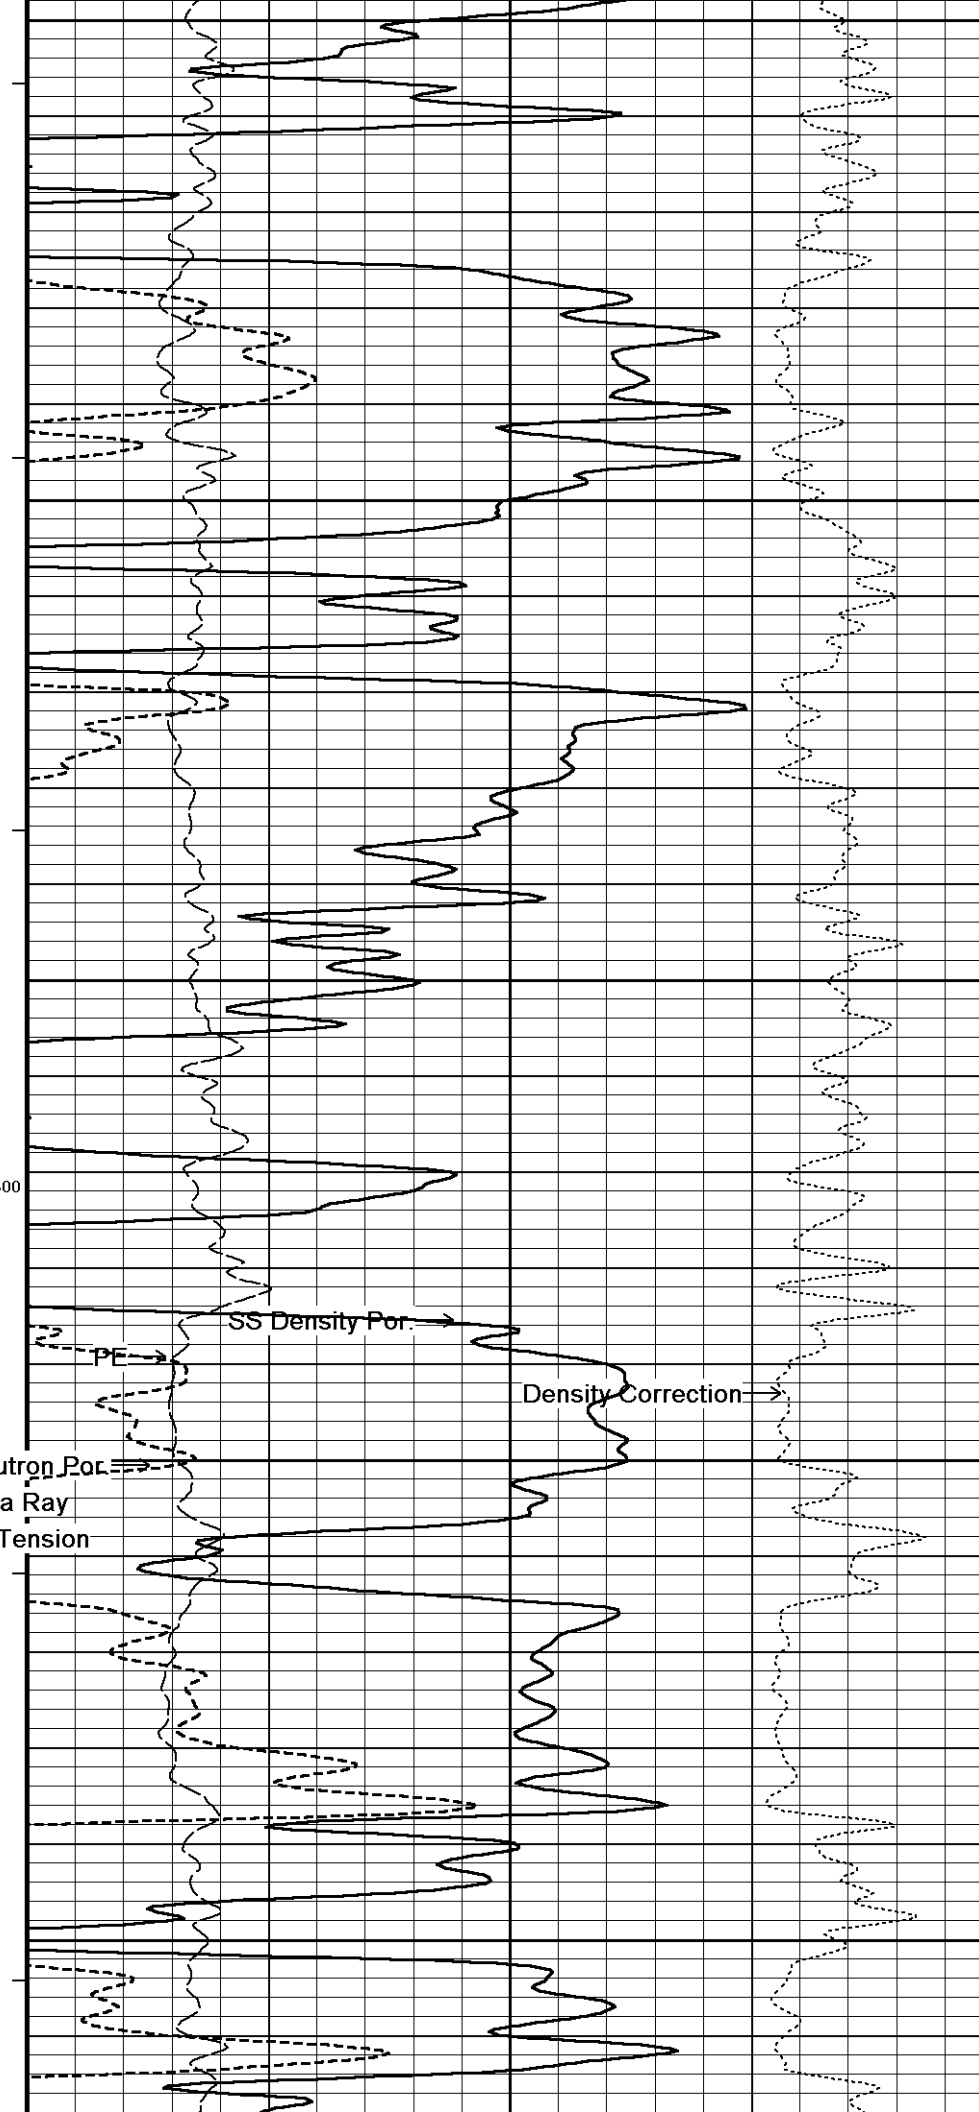 00
SS Density Por.
PE
Density Correction
utron Por
a Ray
Tension